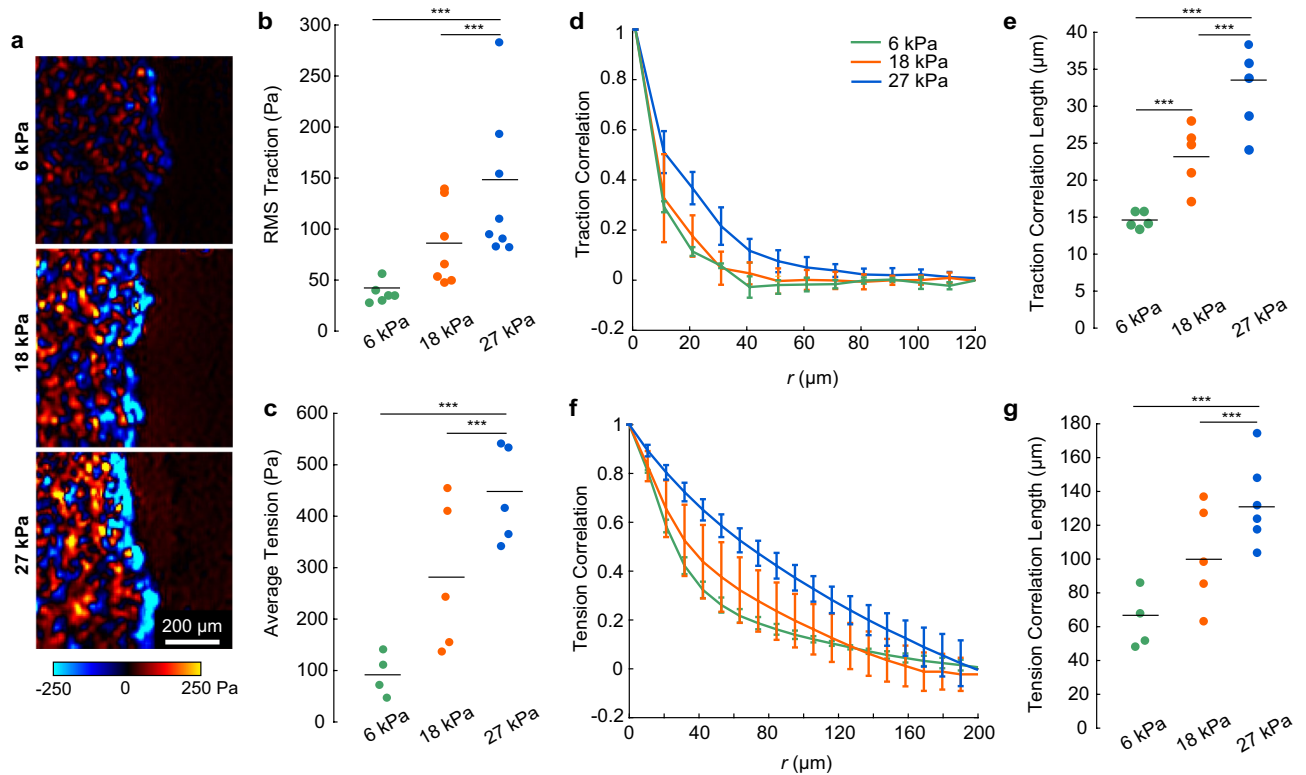 a
6 kPa
18 kPa
27 kPa
200 µm
-250
0
250 Pa
b
***
***
RMS Traction (Pa)
300
250
200
150
100
50
0
6 kPa
18 kPa
27 kPa
c
***
***
Average Tension (Pa)
600
500
400
300
200
100
0
6 kPa
18 kPa
27 kPa
d
6 kPa
18 kPa
27 kPa
Traction Correlation
1
0.8
0.6
0.4
0.2
0
-0.2
0
20
40
60
80
100
120
r (µm)
e
***
***
***
Traction Correlation Length (µm)
40
35
30
25
20
15
10
5
0
6 kPa
18 kPa
27 kPa
f
Tension Correlation
1
0.8
0.6
0.4
0.2
0
-0.2
0
40
80
120
160
200
r (µm)
g
***
***
Tension Correlation Length (µm)
180
160
140
120
100
80
60
40
20
0
6 kPa
18 kPa
27 kPa